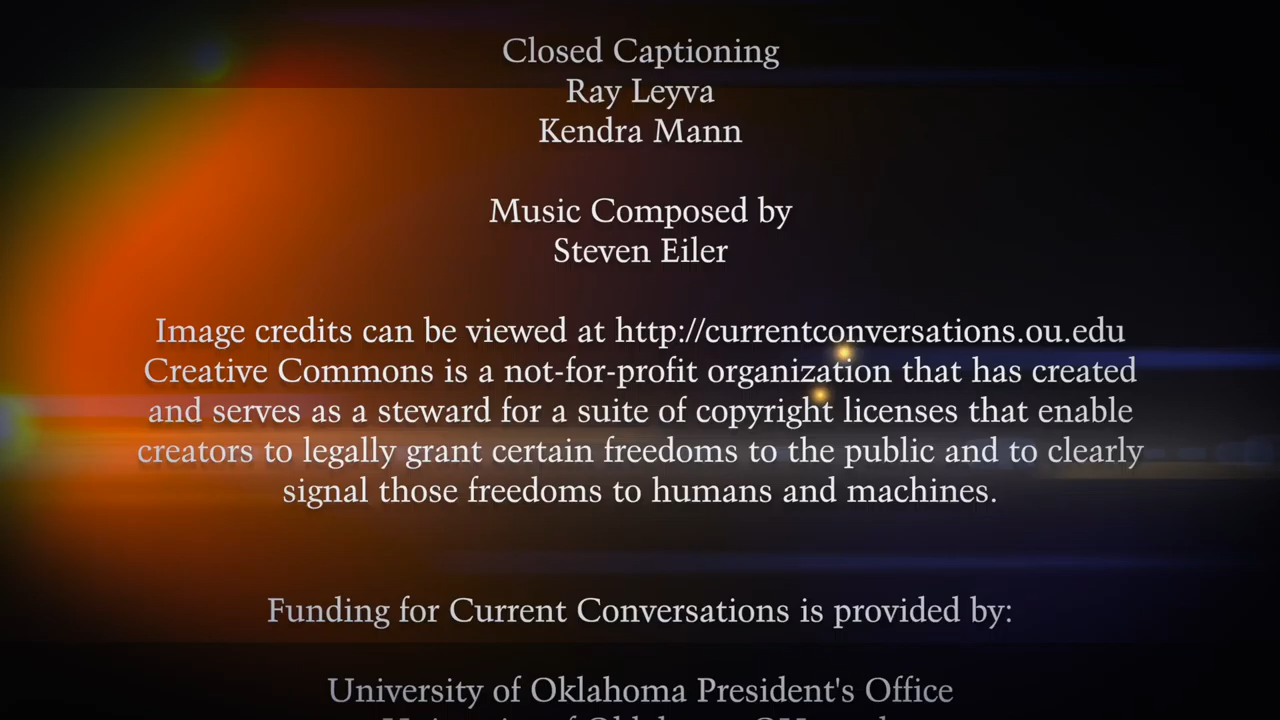 Closed Captioning
Ray Leyva
Kendra Mann
Music Composed by
Steven Eiler
Image credits can be viewed at http://currentconversations.ou.edu
Creative Commons is a not-for-profit organization that has created
and serves as a steward for a suite of copyright licenses that enable
creators to legally grant certain freedoms to the public and to clearly
signal those freedoms to humans and machines.
Funding for Current Conversations is provided by:
University of Oklahoma President's Office